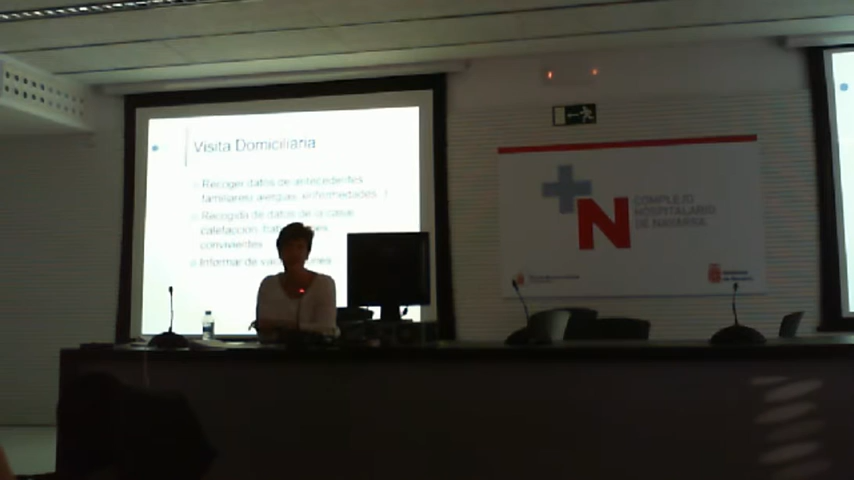 Visita Domiciliaria
Recoger datos de antecedentes
familiares( alergias, enfermedades..)
Recogida de datos de la casa:
calefacción,
convivientes
Informar de
COMPLEJO
HOSPITALARIO
DE NAVARRA
N